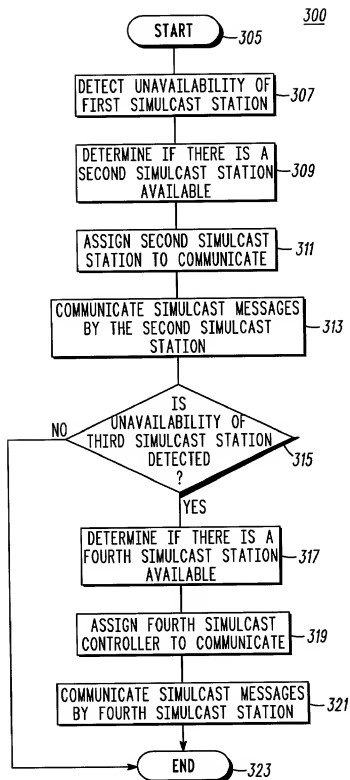 300
START
305
DETECT UNAVAILABILITY OF
FIRST SIMULCAST STATION
307
DETERMINE IF THERE IS A
SECOND SIMULCAST STATION
AVAILABLE
309
ASSIGN SECOND SIMULCAST
STATION TO COMMUNICATE
311
COMMUNICATE SIMULCAST MESSAGES
BY THE SECOND SIMULCAST
STATION
313
IS
UNAVAILABILITY OF
THIRD SIMULCAST STATION
DETECTED
?
315
NO
YES
DETERMINE IF THERE IS A
FOURTH SIMULCAST STATION
AVAILABLE
317
ASSIGN FOURTH SIMULCAST
CONTROLLER TO COMMUNICATE
319
COMMUNICATE SIMULCAST MESSAGES
BY FOURTH SIMULCAST STATION
321
END
323